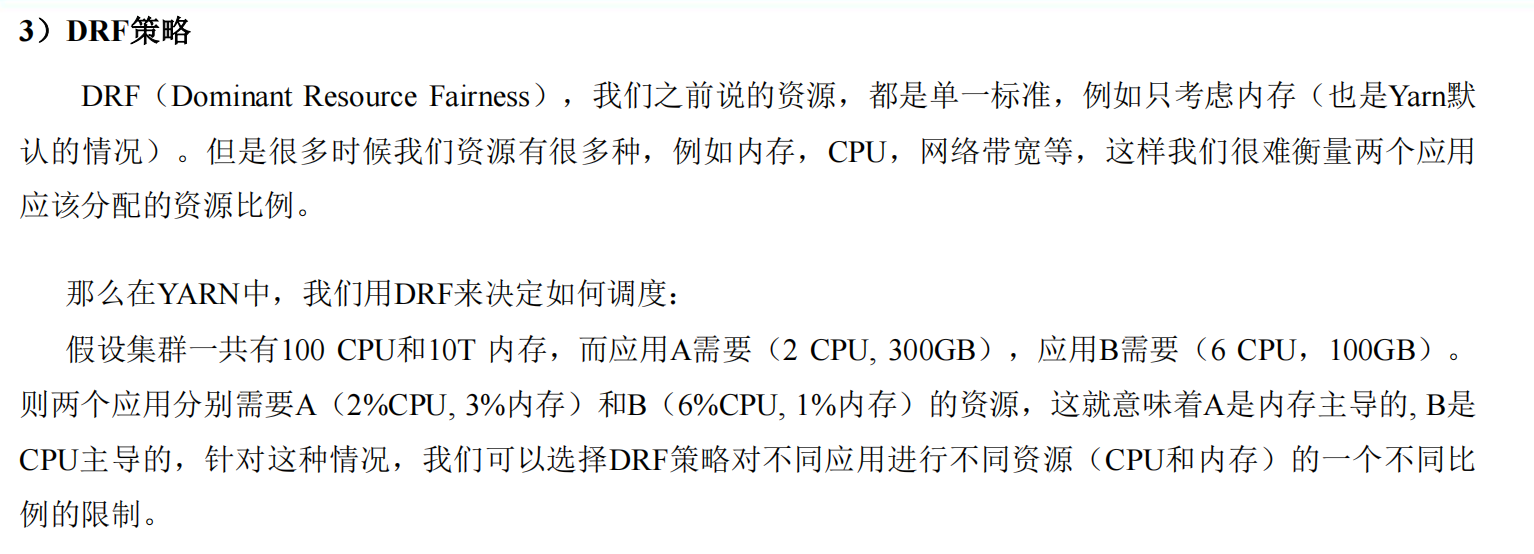 3）DRF策略
DRF（Dominant Resource Fairness），我们之前说的资源，都是单一标准，例如只考虑内存（也是Yarn默
认的情况）。但是很多时候我们资源有很多种，例如内存，CPU，网络带宽等，这样我们很难衡量两个应用
应该分配的资源比例。
那么在YARN中，我们用DRF来决定如何调度：
假设集群一共有100 CPU和10T 内存，而应用A需要（2 CPU, 300GB），应用B需要（6 CPU，100GB）。
则两个应用分别需要A（2%CPU, 3%内存）和B（6%CPU, 1%内存）的资源，这就意味着A是内存主导的, B是
CPU主导的，针对这种情况，我们可以选择DRF策略对不同应用进行不同资源（CPU和内存）的一个不同比
例的限制。